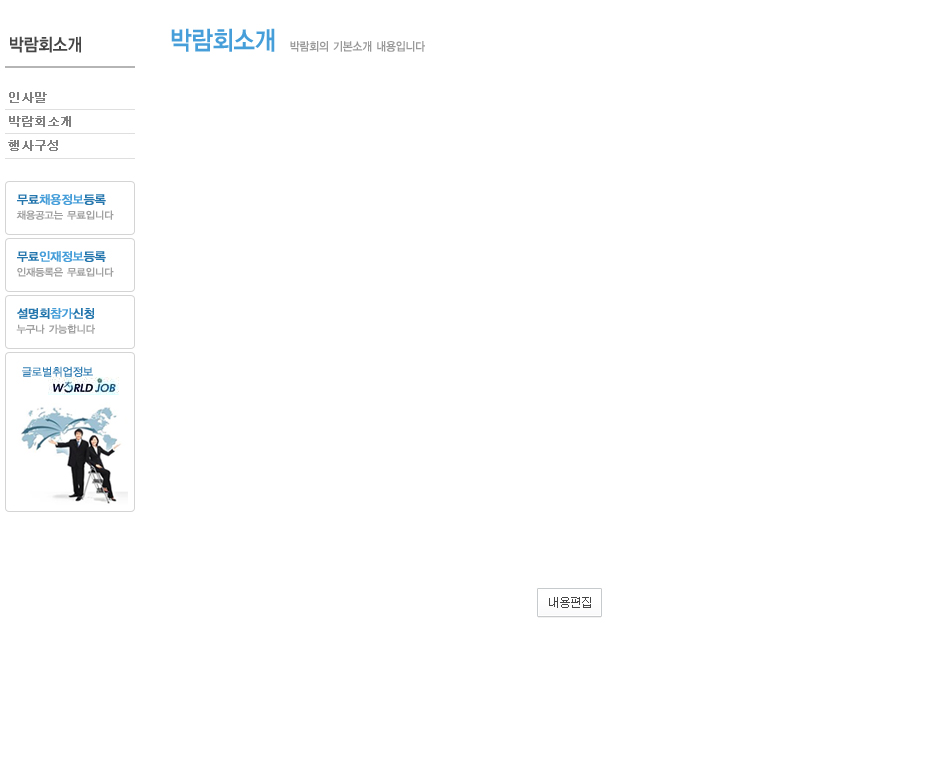 박람회소개
인사말
박람회소개
행사구성
무료채용정보등록
채용공고는 무료입니다
무료인재정보등록
인재등록은 무료입니다
설명회참가신청
누구나 가능합니다
글로벌취업정보
WORLD JOB
박람회소개 박람회의 기본소개 내용입니다
내용편집